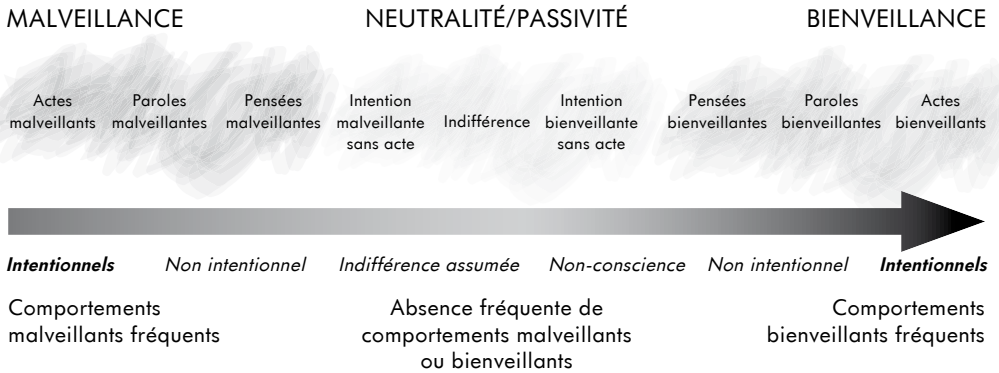 MALVEILLANCE NEUTRALITÉ/PASSIVITÉ BIENVEILLANCE
Actes
malveillants
Paroles
malveillantes
Pensées
malveillantes
Intention
malveillante
sans acte
Indifférence
Intention
bienveillante
sans acte
Pensées
bienveillantes
Paroles
bienveillantes
Actes
bienveillants
Intentionnels Non intentionnel Indifférence assumée Non-conscience Non intentionnel Intentionnels
Comportements
malveillants fréquents
Absence fréquente de
comportements malveillants
ou bienveillants
Comportements
bienveillants fréquents